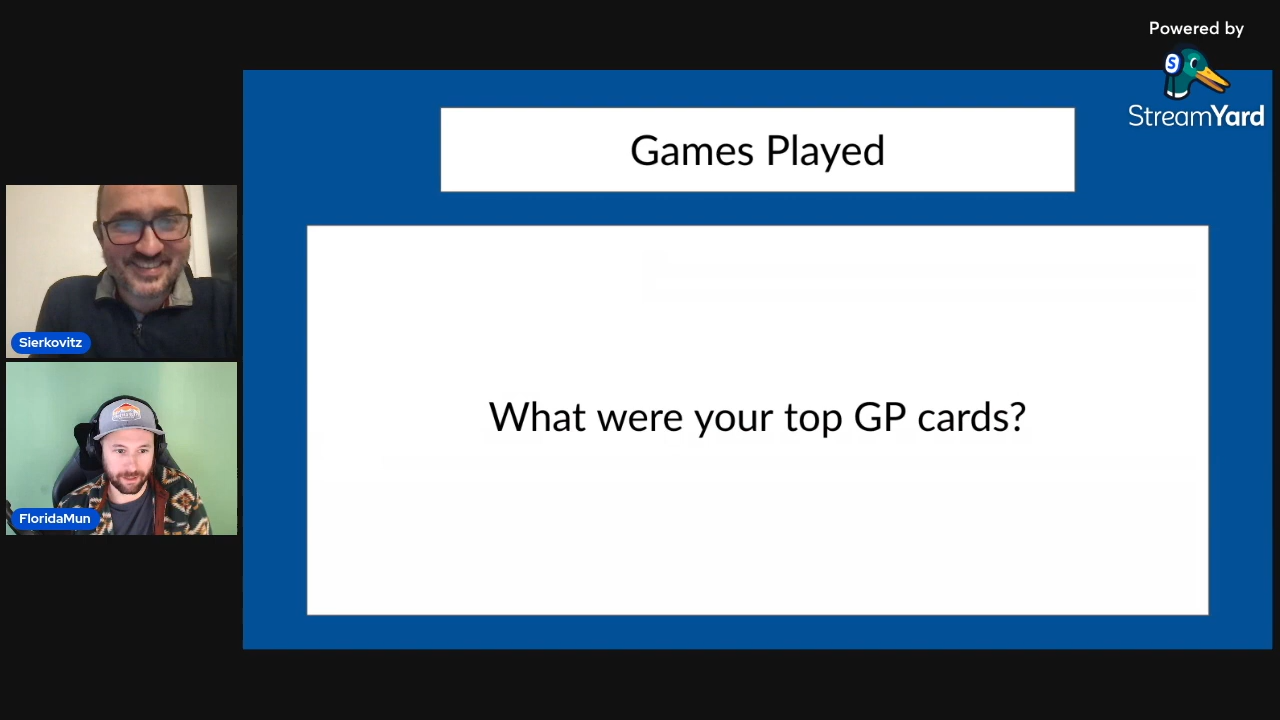 Powered by
StreamYard
Games Played
What were your top GP cards?
Sierkovitz
FloridaMun